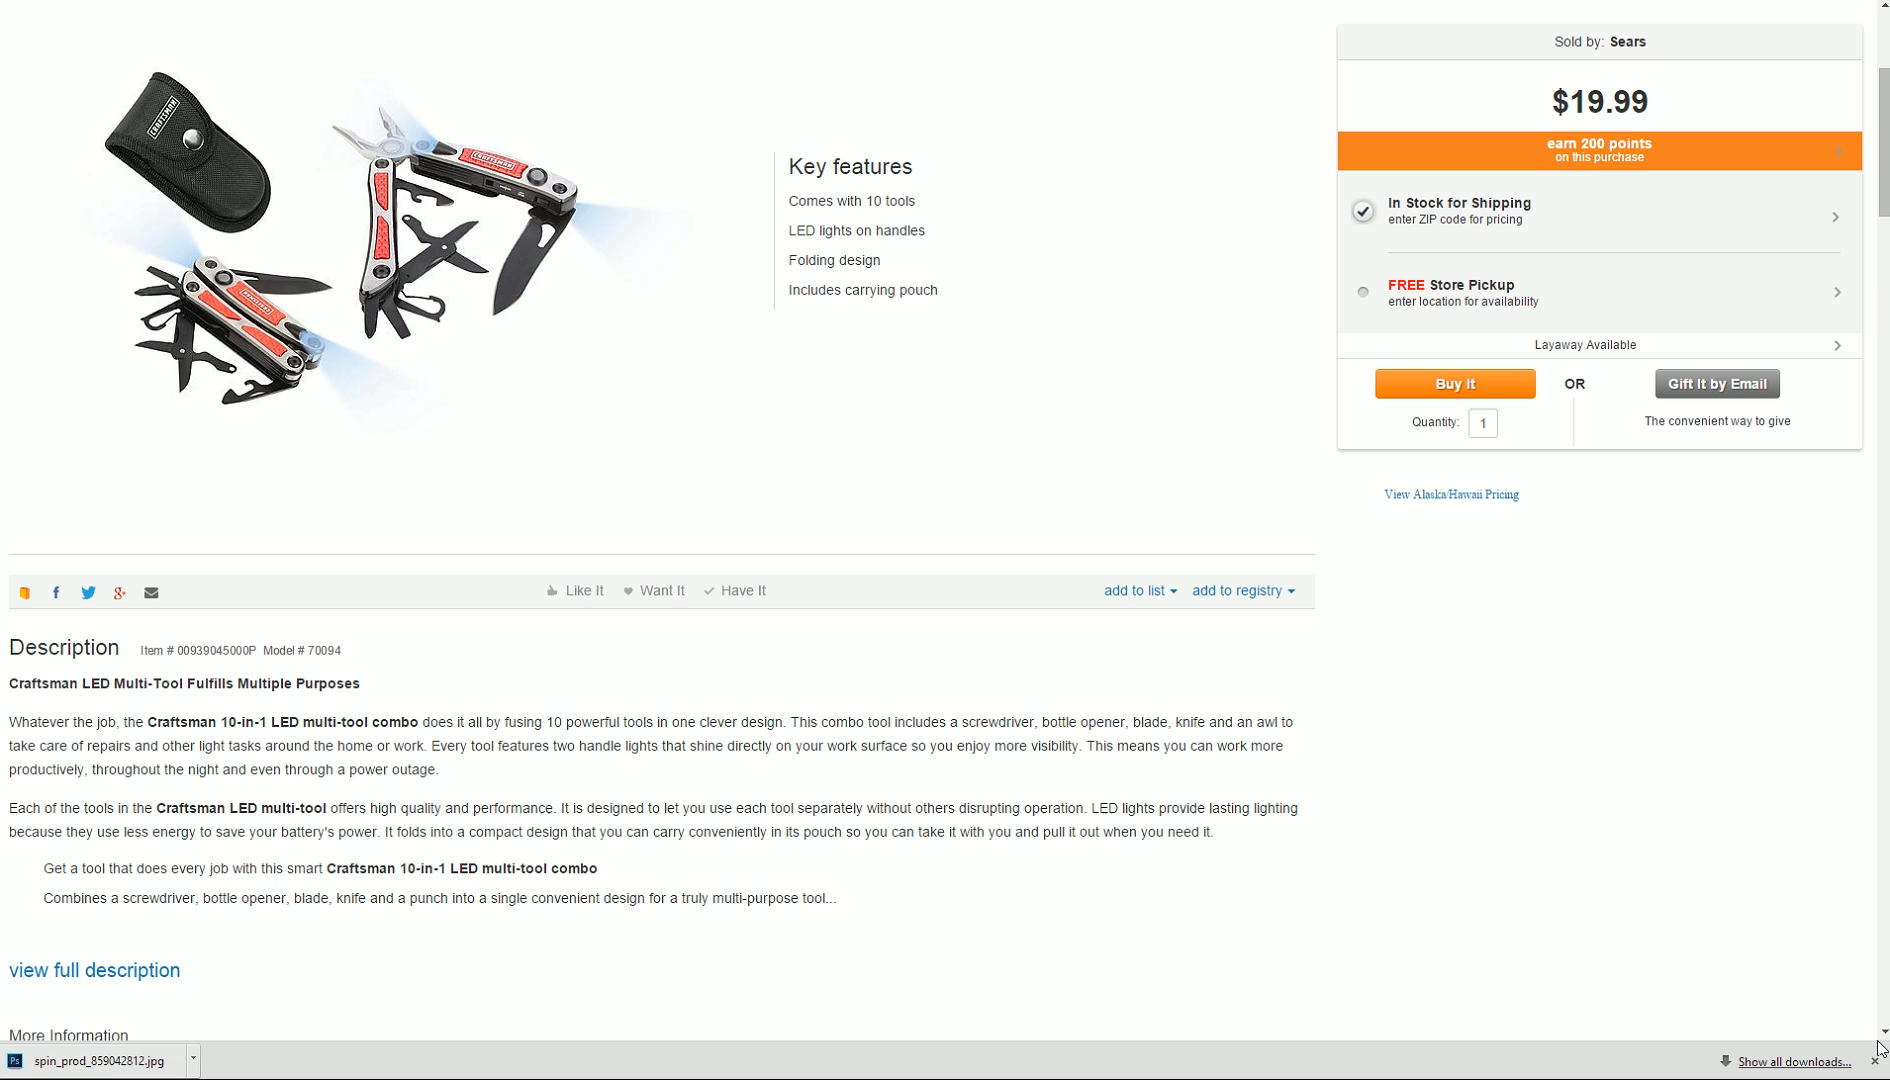 CRAFTSMAN
CRAFTSMAN
Key features
Comes with 10 tools
LED lights on handles
Folding design
Includes carrying pouch
Sold by: Sears
$19.99
earn 200 points
on this purchase
In Stock for Shipping
enter ZIP code for pricing
FREE Store Pickup
enter location for availability
Layaway Available
Buy It
OR
Gift It by Email
Quantity: 1
The convenient way to give
View Alaska/Hawaii Pricing
Like It Want It Have It
add to list add to registry
Description Item # 00939045000P Model # 70094
Craftsman LED Multi-Tool Fulfills Multiple Purposes
Whatever the job, the Craftsman 10-in-1 LED multi-tool combo does it all by fusing 10 powerful tools in one clever design. This combo tool includes a screwdriver, bottle opener, blade, knife and an awl to
take care of repairs and other light tasks around the home or work. Every tool features two handle lights that shine directly on your work surface so you enjoy more visibility. This means you can work more
productively, throughout the night and even through a power outage.
Each of the tools in the Craftsman LED multi-tool offers high quality and performance. It is designed to let you use each tool separately without others disrupting operation. LED lights provide lasting lighting
because they use less energy to save your battery's power. It folds into a compact design that you can carry conveniently in its pouch so you can take it with you and pull it out when you need it.
Get a tool that does every job with this smart Craftsman 10-in-1 LED multi-tool combo
Combines a screwdriver, bottle opener, blade, knife and a punch into a single convenient design for a truly multi-purpose tool...
view full description
More Information
Ps spin_prod_859042812.jpg
Show all downloads...